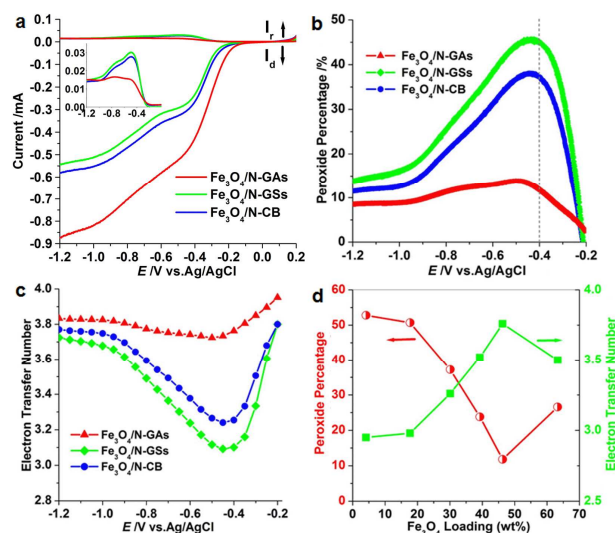 a
Current /mA
0.1
0.0
-0.1
-0.2
-0.3
-0.4
-0.5
-0.6
-0.7
-0.8
-0.9
-1.2 -1.0 -0.8 -0.6 -0.4 -0.2 0.0 0.2
E /V vs.Ag/AgCl
0.03
0.02
0.01
0.00
-1.2 -0.8 -0.4
Iᵣ
I_d
Fe₃O₄/N-GAs
Fe₃O₄/N-GSs
Fe₃O₄/N-CB
b
Peroxide Percentage /%
50
40
30
20
10
0
-1.2 -1.0 -0.8 -0.6 -0.4 -0.2
E /V vs.Ag/AgCl
Fe₃O₄/N-GAs
Fe₃O₄/N-GSs
Fe₃O₄/N-CB
c
Electron Transfer Number
4.0
3.8
3.6
3.4
3.2
3.0
2.8
-1.2 -1.0 -0.8 -0.6 -0.4 -0.2
E /V vs.Ag/AgCl
Fe₃O₄/N-GAs
Fe₃O₄/N-GSs
Fe₃O₄/N-CB
d
Peroxide Percentage
60
50
40
30
20
10
0
0 10 20 30 40 50 60 70
Fe₃O₄ Loading (wt%)
4.0
3.5
3.0
2.5
Electron Transfer Number